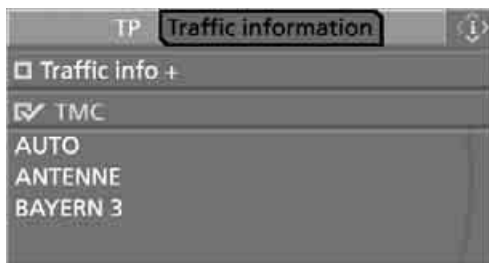 TP Traffic information i
Traffic info +
TMC
AUTO
ANTENNE
BAYERN 3